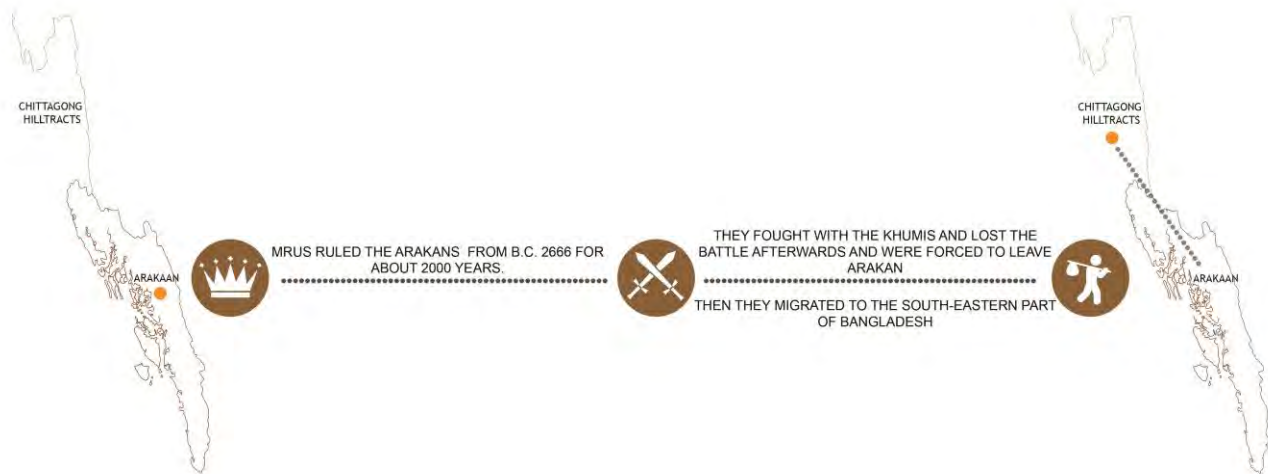 CHITTAGONG
HILLTRACTS
ARAKAAN
MRUS RULED THE ARAKANS FROM B.C. 2666 FOR
ABOUT 2000 YEARS.
THEY FOUGHT WITH THE KHUMIS AND LOST THE
BATTLE AFTERWARDS AND WERE FORCED TO LEAVE
ARAKAN
THEN THEY MIGRATED TO THE SOUTH-EASTERN PART
OF BANGLADESH
CHITTAGONG
HILLTRACTS
ARAKAAN